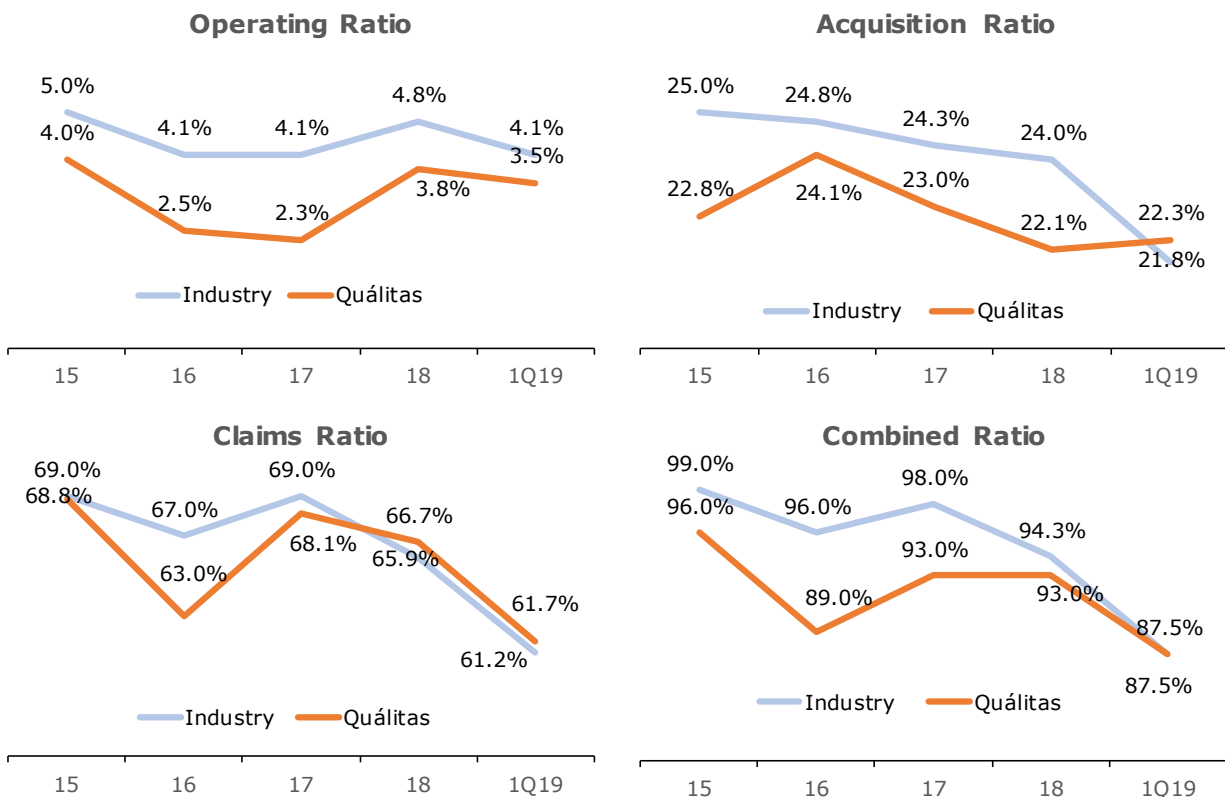 Operating Ratio
5.0%
4.0%
4.1%
2.5%
4.1%
2.3%
4.8%
3.8%
4.1%
3.5%
Industry
Quálitas
15 16 17 18 1Q19
Acquisition Ratio
25.0%
22.8%
24.8%
24.1%
24.3%
23.0%
24.0%
22.1%
22.3%
21.8%
Industry
Quálitas
15 16 17 18 1Q19
Claims Ratio
69.0%
68.8%
67.0%
63.0%
69.0%
68.1%
66.7%
65.9%
61.7%
61.2%
Industry
Quálitas
15 16 17 18 1Q19
Combined Ratio
99.0%
96.0%
96.0%
89.0%
98.0%
93.0%
94.3%
93.0%
87.5%
87.5%
Industry
Quálitas
15 16 17 18 1Q19